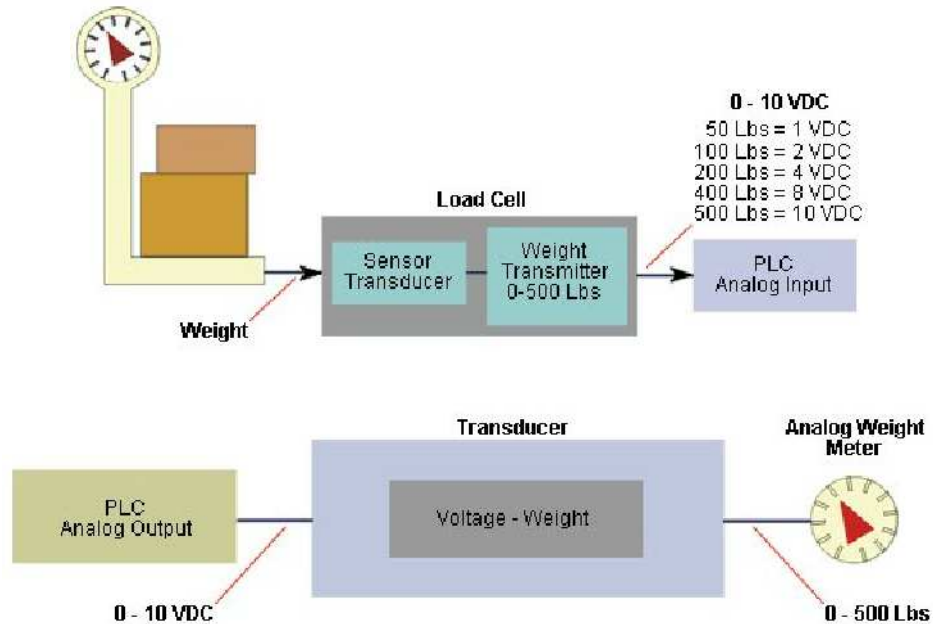 0 - 10 VDC
50 Lbs = 1 VDC
100 Lbs = 2 VDC
200 Lbs = 4 VDC
400 Lbs = 8 VDC
500 Lbs = 10 VDC
Load Cell
Sensor
Transducer
Weight
Transmitter
0-500 Lbs
PLC
Analog Input
Weight
Transducer
Analog Weight
Meter
PLC
Analog Output
Voltage - Weight
0 - 10 VDC
0 - 500 Lbs